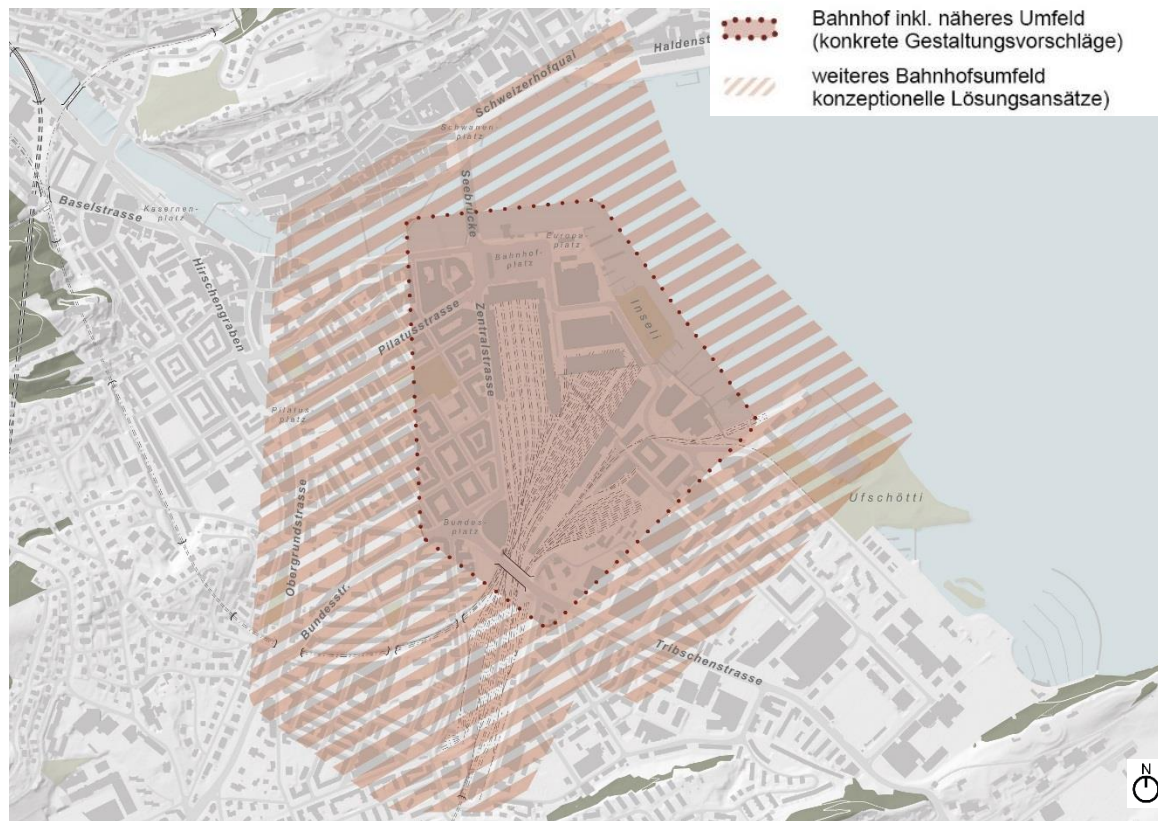 Bahnhof inkl. näheres Umfeld
(konkrete Gestaltungsvorschläge)
weiteres Bahnhofsumfeld
konzeptionelle Lösungsansätze)
Haldenst
Schweizerhofquai
Schwanen-
platz
Seebrücke
Baselstrasse
Kasernen-
platz
Europa-
platz
Bahnhof-
platz
Hirschengraben
Inseli
Pilatusstrasse
Zentralstrasse
Pilatus-
platz
Ufschötti
Obergrundstrasse
Bundes-
platz
Bundesstr.
Tribschenstrasse
N